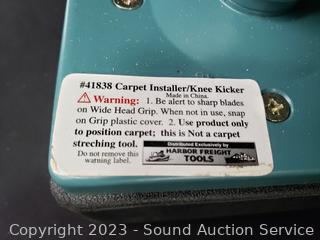 #41838 Carpet Installer/Knee Kicker
Made in China.
Warning: 1. Be alert to sharp blades
on Wide Head Grip. When not in use, snap
on Grip plastic cover. 2. Use product only
to position carpet; this is Not a carpet
streching tool.
Do not remove this
warning label.
Distributed Exclusively by
HARBOR FREIGHT
TOOLS
Copyright 2023 - Sound Auction Service